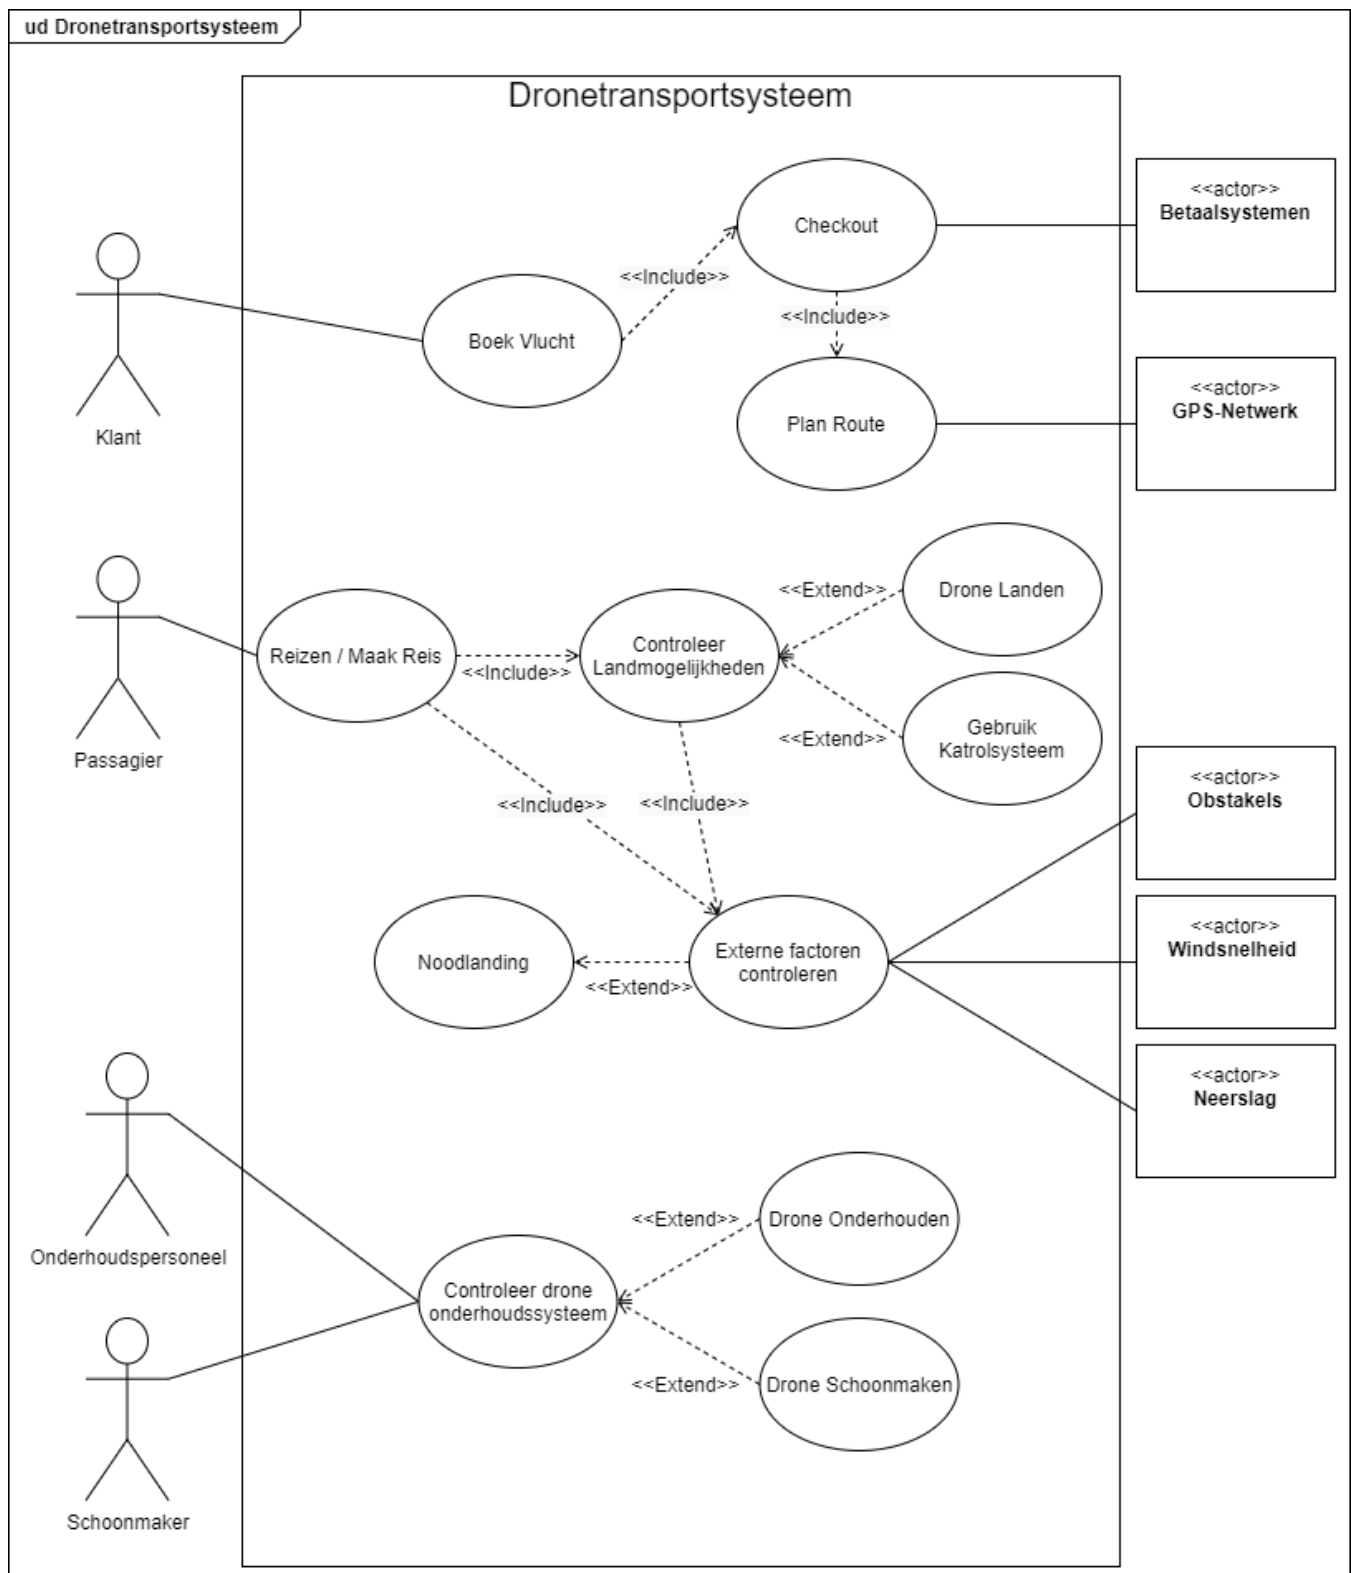 ud Dronetransportsysteem
Dronetransportsysteem
<<actor>>
Betaalsystemen
Checkout
<<Include>>
<<Include>>
Boek Vlucht
Klant
<<actor>>
GPS-Netwerk
Plan Route
<<Extend>>
Drone Landen
Reizen / Maak Reis
Controleer
Landmogelijkheden
<<Include>>
<<Extend>>
Gebruik
Katrolsysteem
Passagier
<<actor>>
Obstakels
<<Include>>
<<Include>>
Noodlanding
<<Extend>>
Externe factoren
controleren
<<actor>>
Windsnelheid
<<actor>>
Neerslag
Onderhoudspersoneel
<<Extend>>
Drone Onderhouden
Controleer drone
onderhoudssysteem
<<Extend>>
Drone Schoonmaken
Schoonmaker